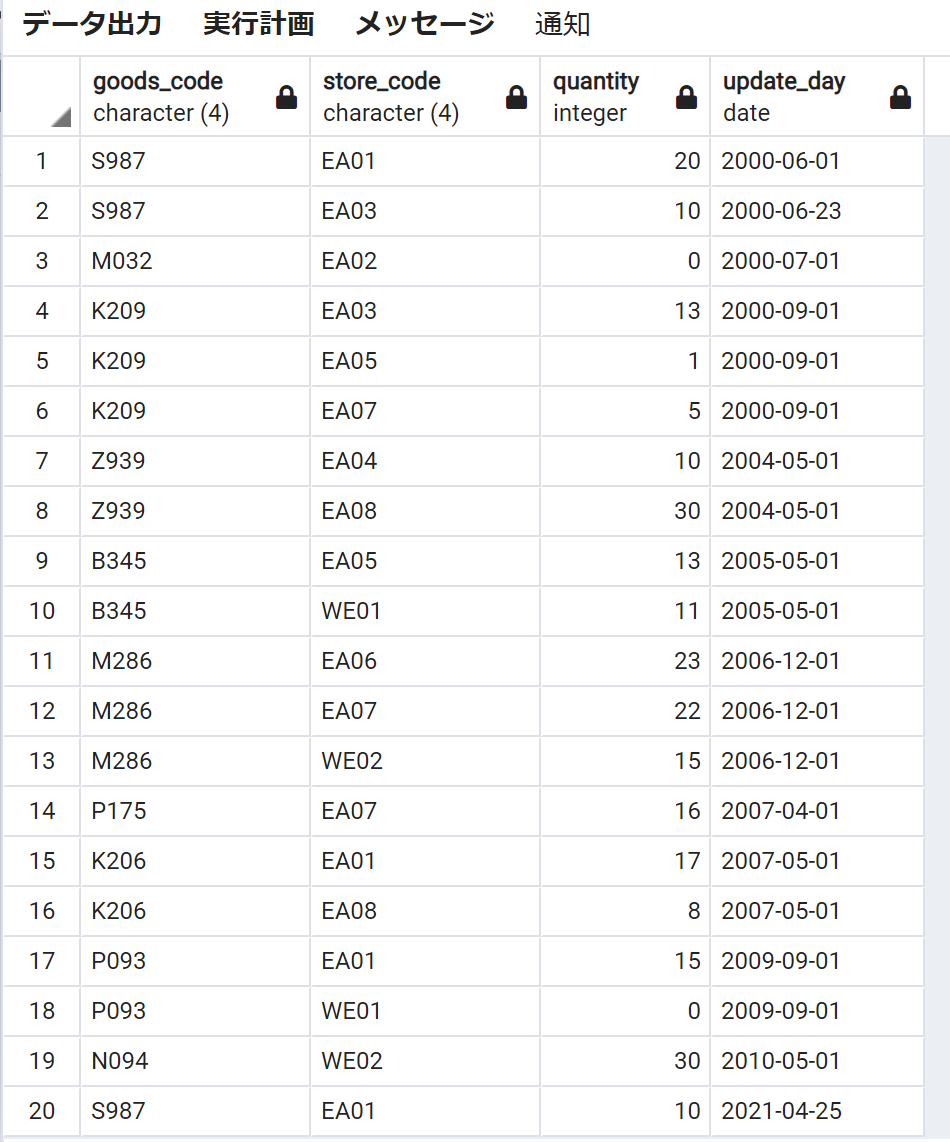 データ出力 実行計画 メッセージ 通知
goods_code store_code quantity update_day
character (4) character (4) integer date
1 S987 EA01 20 2000-06-01
2 S987 EA03 10 2000-06-23
3 M032 EA02 0 2000-07-01
4 K209 EA03 13 2000-09-01
5 K209 EA05 1 2000-09-01
6 K209 EA07 5 2000-09-01
7 Z939 EA04 10 2004-05-01
8 Z939 EA08 30 2004-05-01
9 B345 EA05 13 2005-05-01
10 B345 WE01 11 2005-05-01
11 M286 EA06 23 2006-12-01
12 M286 EA07 22 2006-12-01
13 M286 WE02 15 2006-12-01
14 P175 EA07 16 2007-04-01
15 K206 EA01 17 2007-05-01
16 K206 EA08 8 2007-05-01
17 P093 EA01 15 2009-09-01
18 P093 WE01 0 2009-09-01
19 N094 WE02 30 2010-05-01
20 S987 EA01 10 2021-04-25